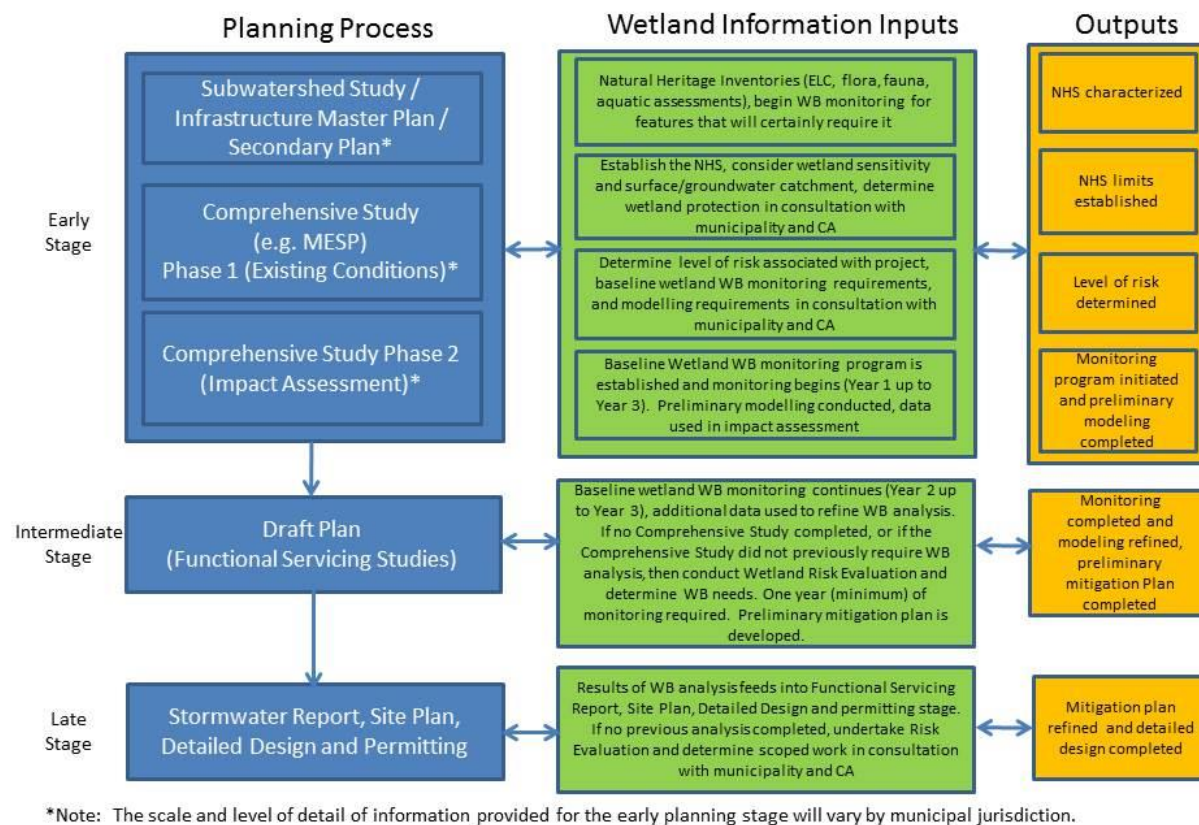 Planning Process
Wetland Information Inputs
Outputs
Early
Stage
Subwatershed Study /
Infrastructure Master Plan /
Secondary Plan*
Comprehensive Study
(e.g. MESP)
Phase 1 (Existing Conditions)*
Comprehensive Study Phase 2
(Impact Assessment)*
Natural Heritage Inventories (ELC, flora, fauna,
aquatic assessments), begin WB monitoring for
features that will certainly require it
Establish the NHS, consider wetland sensitivity
and surface/groundwater catchment, determine
wetland protection in consultation with
municipality and CA
Determine level of risk associated with project,
baseline wetland WB monitoring requirements,
and modelling requirements in consultation with
municipality and CA
Baseline Wetland WB monitoring program is
established and monitoring begins (Year 1 up to
Year 3). Preliminary modelling conducted, data
used in impact assessment
NHS characterized
NHS limits
established
Level of risk
determined
Monitoring
program initiated
and preliminary
modeling
completed
Intermediate
Stage
Draft Plan
(Functional Servicing Studies)
Baseline wetland WB monitoring continues (Year 2 up
to Year 3), additional data used to refine WB analysis.
If no Comprehensive Study completed, or if the
Comprehensive Study did not previously require WB
analysis, then conduct Wetland Risk Evaluation and
determine WB needs. One year (minimum) of
monitoring required. Preliminary mitigation plan is
developed.
Monitoring
completed and
modeling refined,
preliminary
mitigation Plan
completed
Late
Stage
Stormwater Report, Site Plan,
Detailed Design and Permitting
Results of WB analysis feeds into Functional Servicing
Report, Site Plan, Detailed Design and permitting stage.
If no previous analysis completed, undertake Risk
Evaluation and determine scoped work in consultation
with municipality and CA
Mitigation plan
refined and detailed
design completed
*Note: The scale and level of detail of information provided for the early planning stage will vary by municipal jurisdiction.